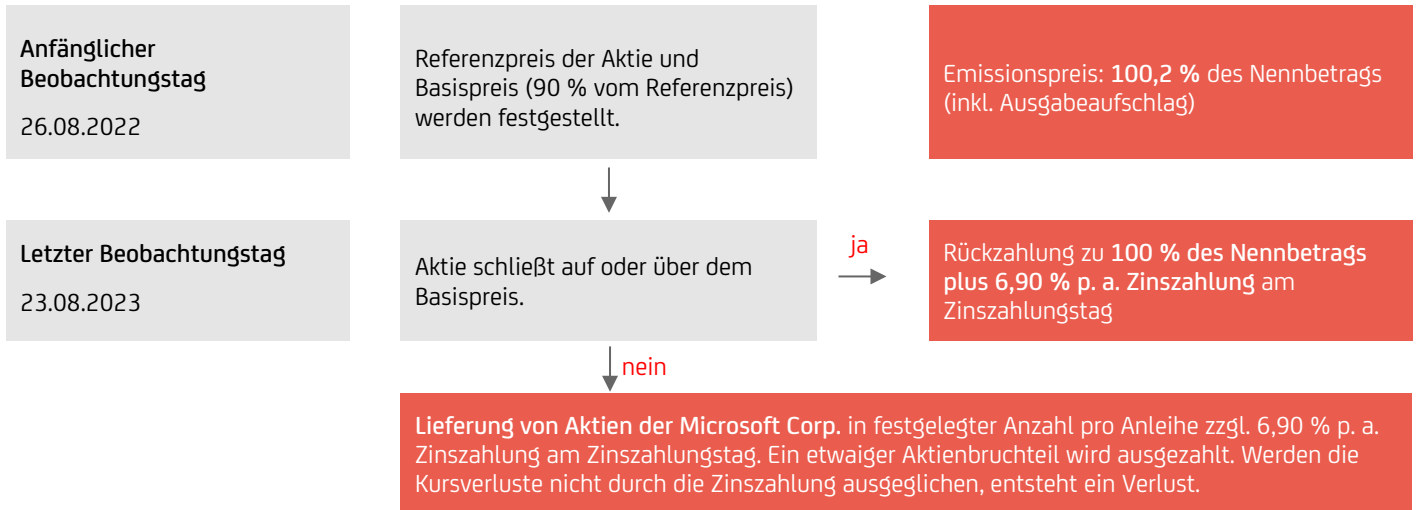 Anfänglicher
Beobachtungstag
26.08.2022
Referenzpreis der Aktie und
Basispreis (90 % vom Referenzpreis)
werden festgestellt.
Emissionspreis: 100,2 % des Nennbetrags
(inkl. Ausgabeaufschlag)
Letzter Beobachtungstag
23.08.2023
Aktie schließt auf oder über dem
Basispreis.
ja
Rückzahlung zu 100 % des Nennbetrags
plus 6,90 % p. a. Zinszahlung am
Zinszahlungstag
nein
Lieferung von Aktien der Microsoft Corp. in festgelegter Anzahl pro Anleihe zzgl. 6,90 % p. a.
Zinszahlung am Zinszahlungstag. Ein etwaiger Aktienbruchteil wird ausgezahlt. Werden die
Kursverluste nicht durch die Zinszahlung ausgeglichen, entsteht ein Verlust.